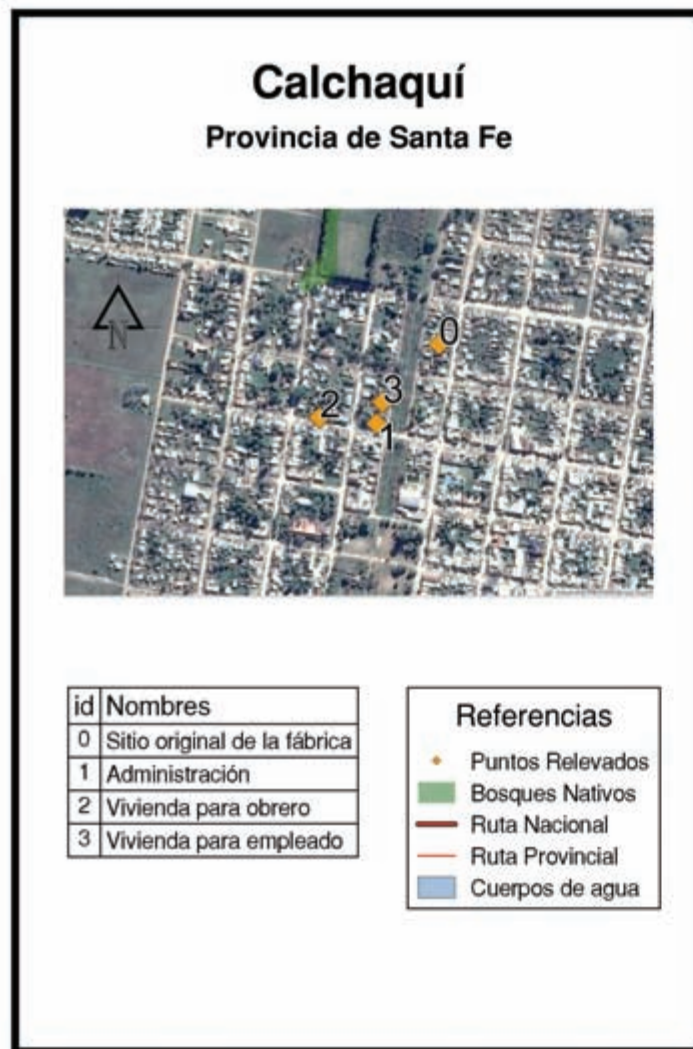 Calchaquí
Provincia de Santa Fe
N
0
3
2
1
id Nombres
0 Sitio original de la fábrica
1 Administración
2 Vivienda para obrero
3 Vivienda para empleado
Referencias
Puntos Relevados
Bosques Nativos
Ruta Nacional
Ruta Provincial
Cuerpos de agua